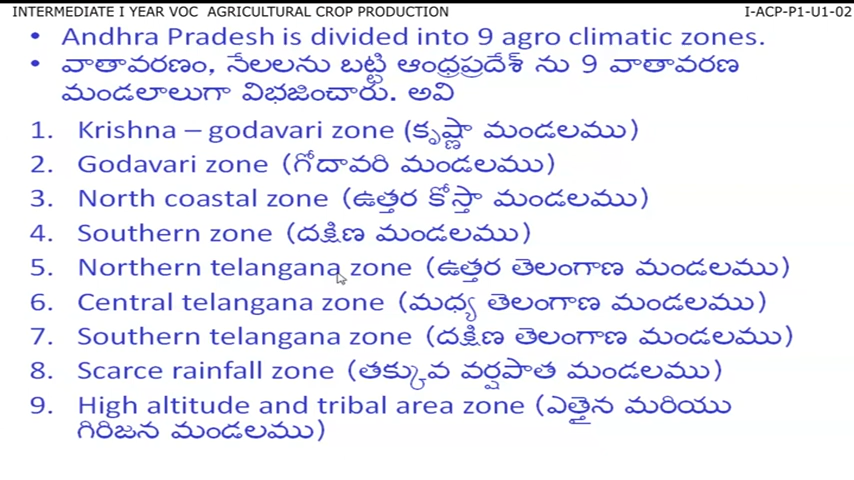 INTERMEDIATE I YEAR VOC AGRICULTURAL CROP PRODUCTION I-ACP-P1-U1-02
• Andhra Pradesh is divided into 9 agro climatic zones.
• వాతావరణం, నేలలను బట్టి ఆంధ్రప్రదేశ్ ను 9 వాతావరణ
మండలాలుగా విభజించారు. అవి
1. Krishna – godavari zone (కృష్ణా మండలము)
2. Godavari zone (గోదావరి మండలము)
3. North coastal zone (ఉత్తర కోస్తా మండలము)
4. Southern zone (దక్షిణ మండలము)
5. Northern telangana zone (ఉత్తర తెలంగాణ మండలము)
6. Central telangana zone (మధ్య తెలంగాణ మండలము)
7. Southern telangana zone (దక్షిణ తెలంగాణ మండలము)
8. Scarce rainfall zone (తక్కువ వర్షపాత మండలము)
9. High altitude and tribal area zone (ఎత్తైన మరియు
గిరిజన మండలము)